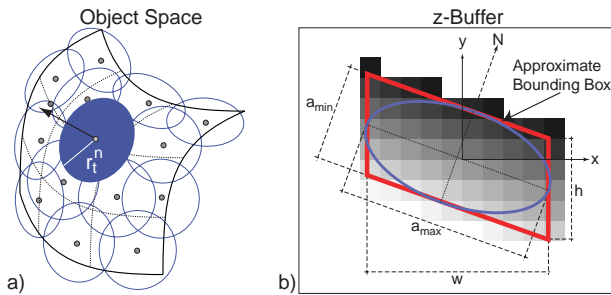 Object Space
r_t^n
a)
z-Buffer
N
y
Approximate
Bounding Box
a_min
x
h
a_max
w
b)